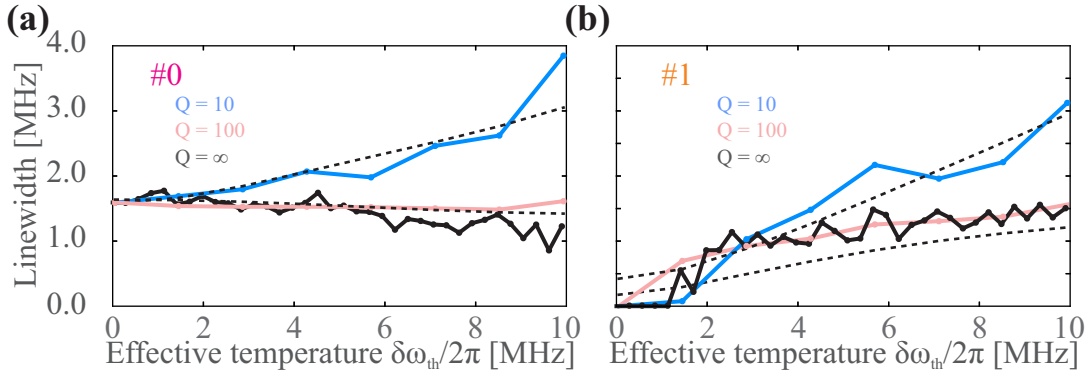 (a)
Linewidth [MHz]
4.0
3.0
2.0
1.0
0.0
#0
Q = 10
Q = 100
Q = ∞
0 2 4 6 8 10
Effective temperature δω_th/2π [MHz]
(b)
#1
Q = 10
Q = 100
Q = ∞
0 2 4 6 8 10
Effective temperature δω_th/2π [MHz]